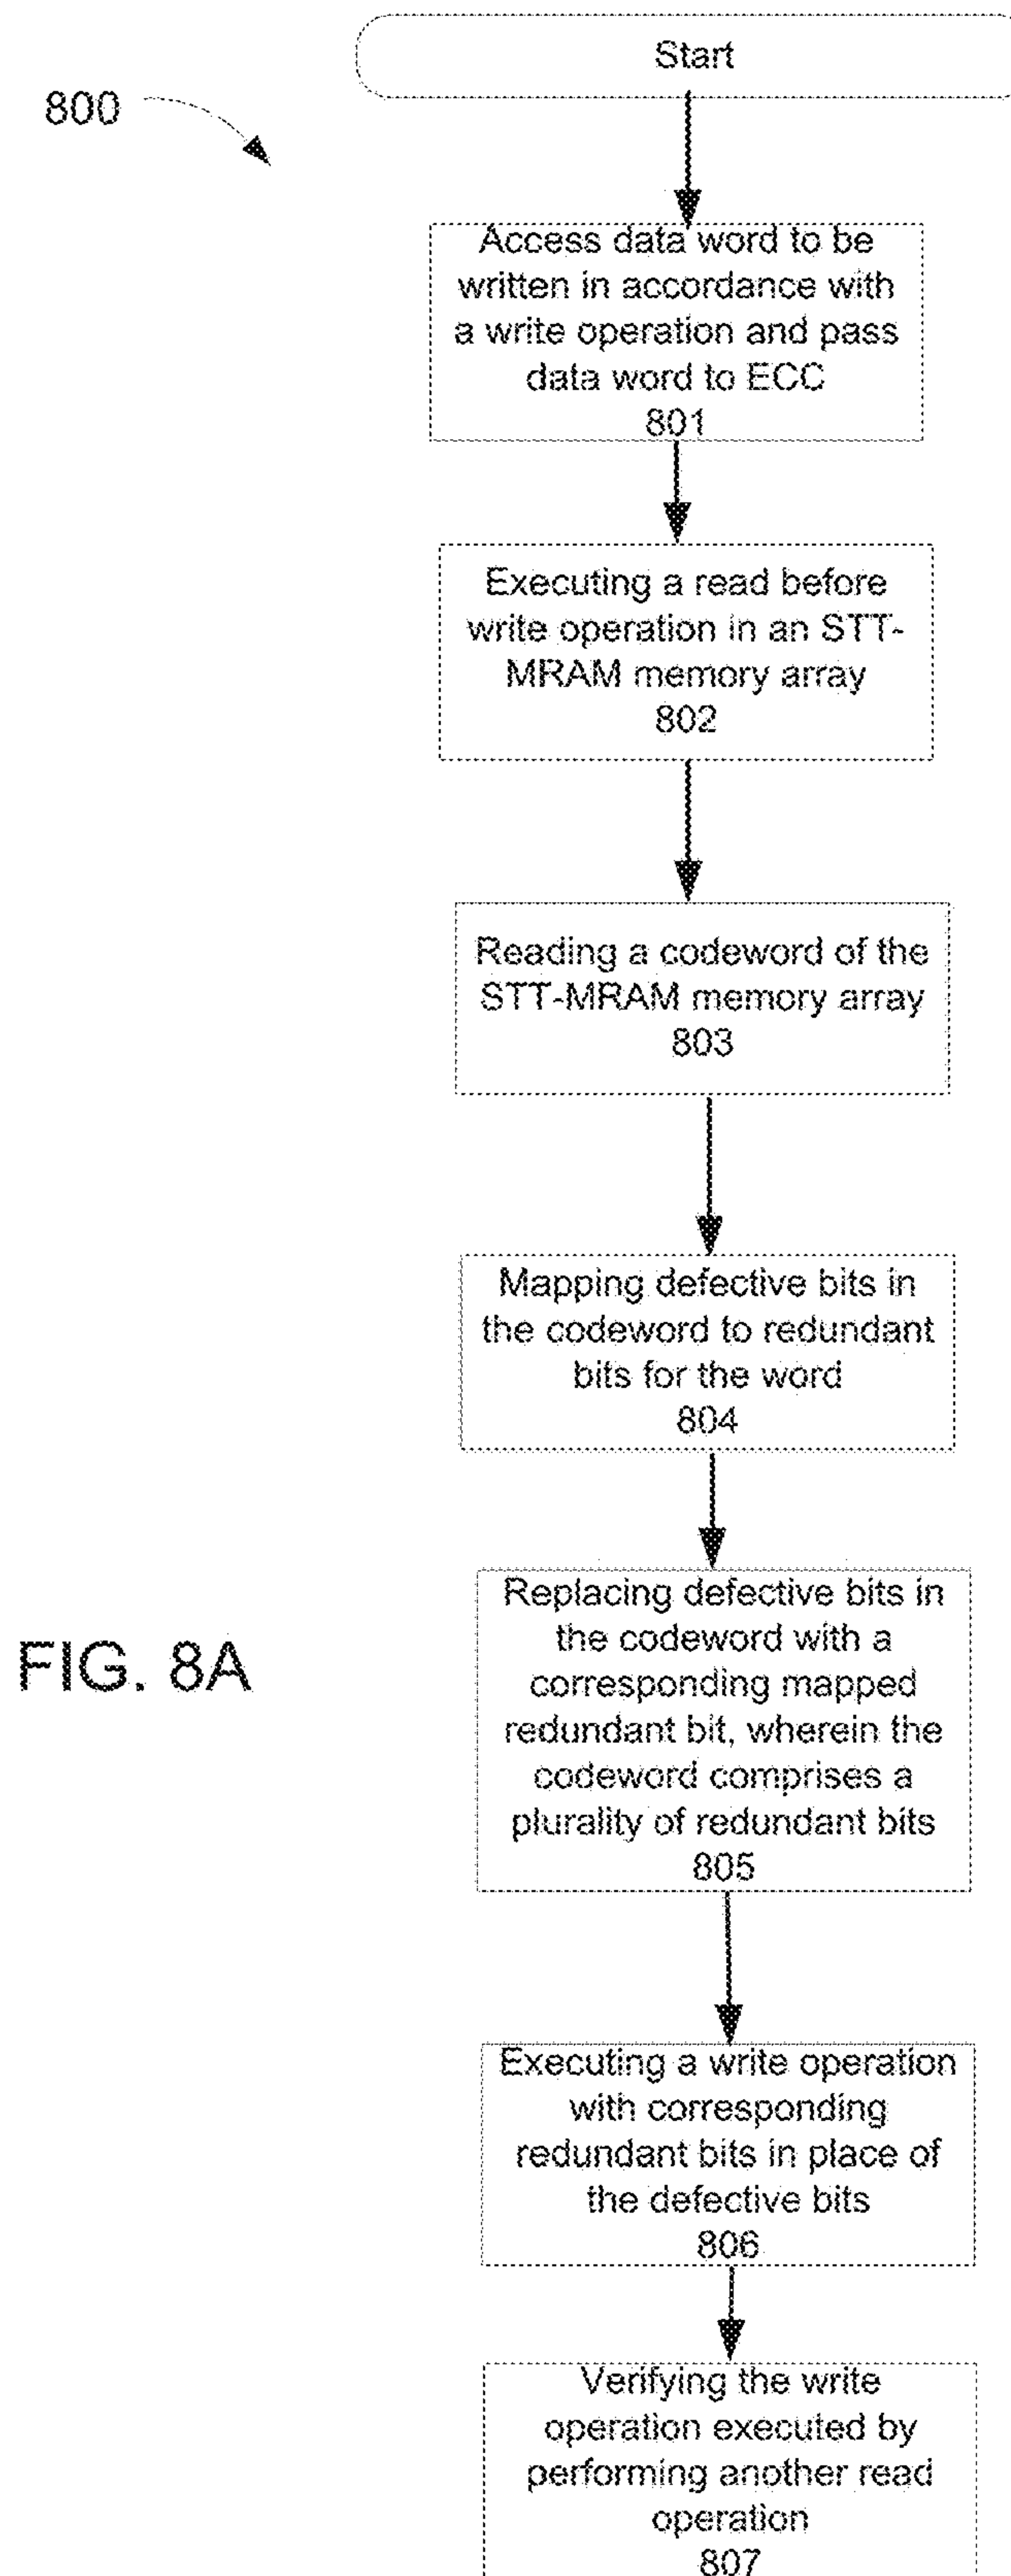 Start
800
Access data word to be
written in accordance with
a write operation and pass
data word to ECC
801
Executing a read before
write operation in an STT-
MRAM memory array
802
Reading a codeword of the
STT-MRAM memory array
803
Mapping defective bits in
the codeword to redundant
bits for the word
804
Replacing defective bits in
the codeword with a
corresponding mapped
redundant bit, wherein the
codeword comprises a
plurality of redundant bits
805
FIG. 8A
Executing a write operation
with corresponding
redundant bits in place of
the defective bits
806
Verifying the write
operation executed by
performing another read
operation
807